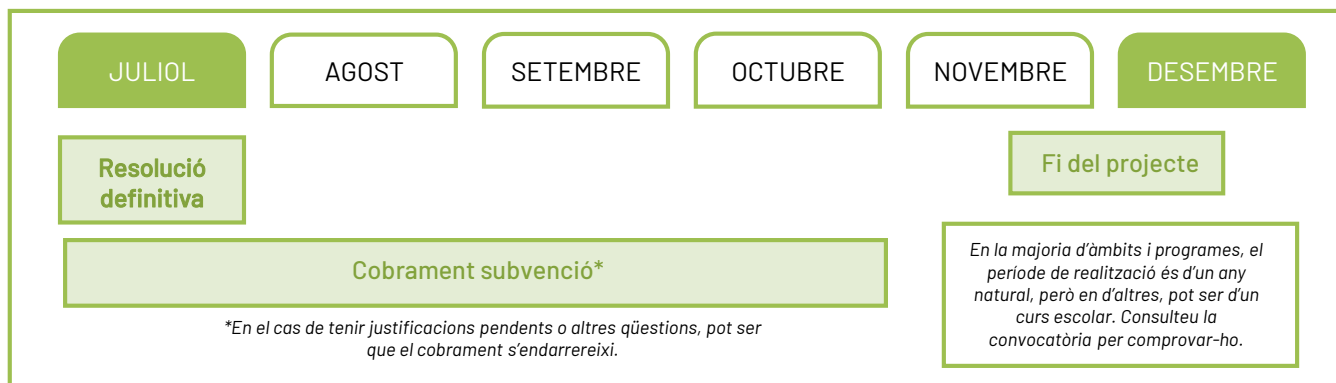 JULIOL
AGOST
SETEMBRE
OCTUBRE
NOVEMBRE
DESEMBRE
Resolució
definitiva
Fi del projecte
Cobrament subvenció*
*En el cas de tenir justificacions pendents o altres qüestions, pot ser
que el cobrament s’endarrereixi.
En la majoria d’àmbits i programes, el
període de realització és d’un any
natural, però en d’altres, pot ser d’un
curs escolar. Consulteu la
convocatòria per comprovar-ho.